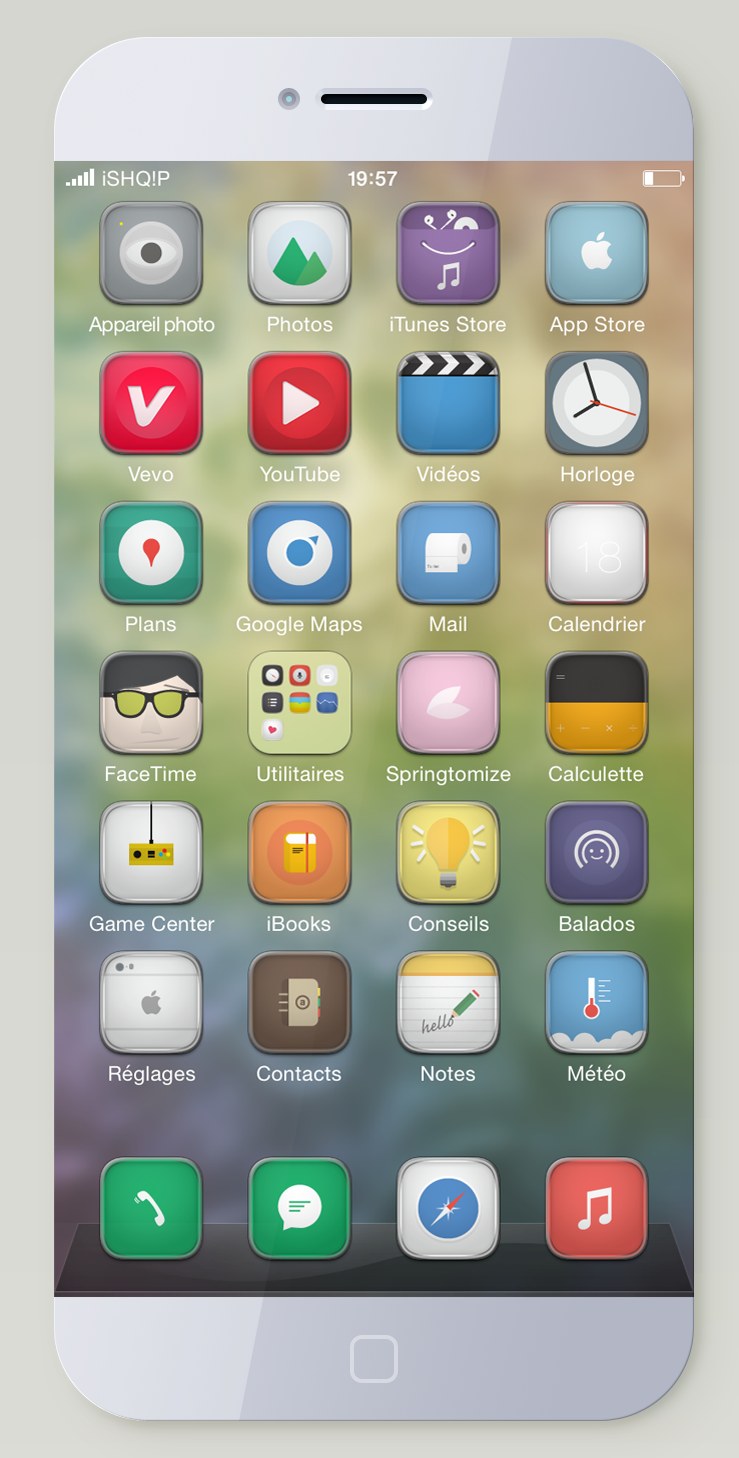 iSHQ!P 19:57
Appareil photo Photos iTunes Store App Store
Vevo YouTube Vidéos Horloge
18
Plans Google Maps Mail Calendrier
=
+ − × ÷
FaceTime Utilitaires Springtomize Calculette
Game Center iBooks Conseils Balados
a
hello
Réglages Contacts Notes Météo